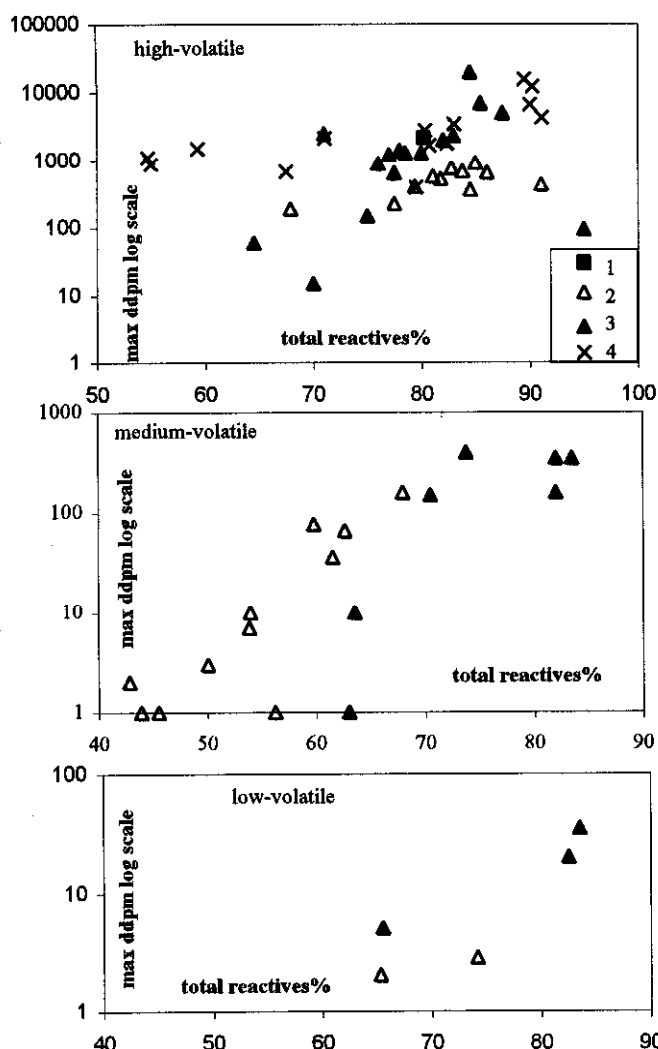 100000
high-volatile
10000
1000
100
10
1
max ddpm log scale
total reactives%
1
2
3
4
50 60 70 80 90 100
1000
medium-volatile
100
10
1
max ddpm log scale
total reactives%
40 50 60 70 80 90
100
low-volatile
10
1
max ddpm log scale
total reactives%
40 50 60 70 80 90